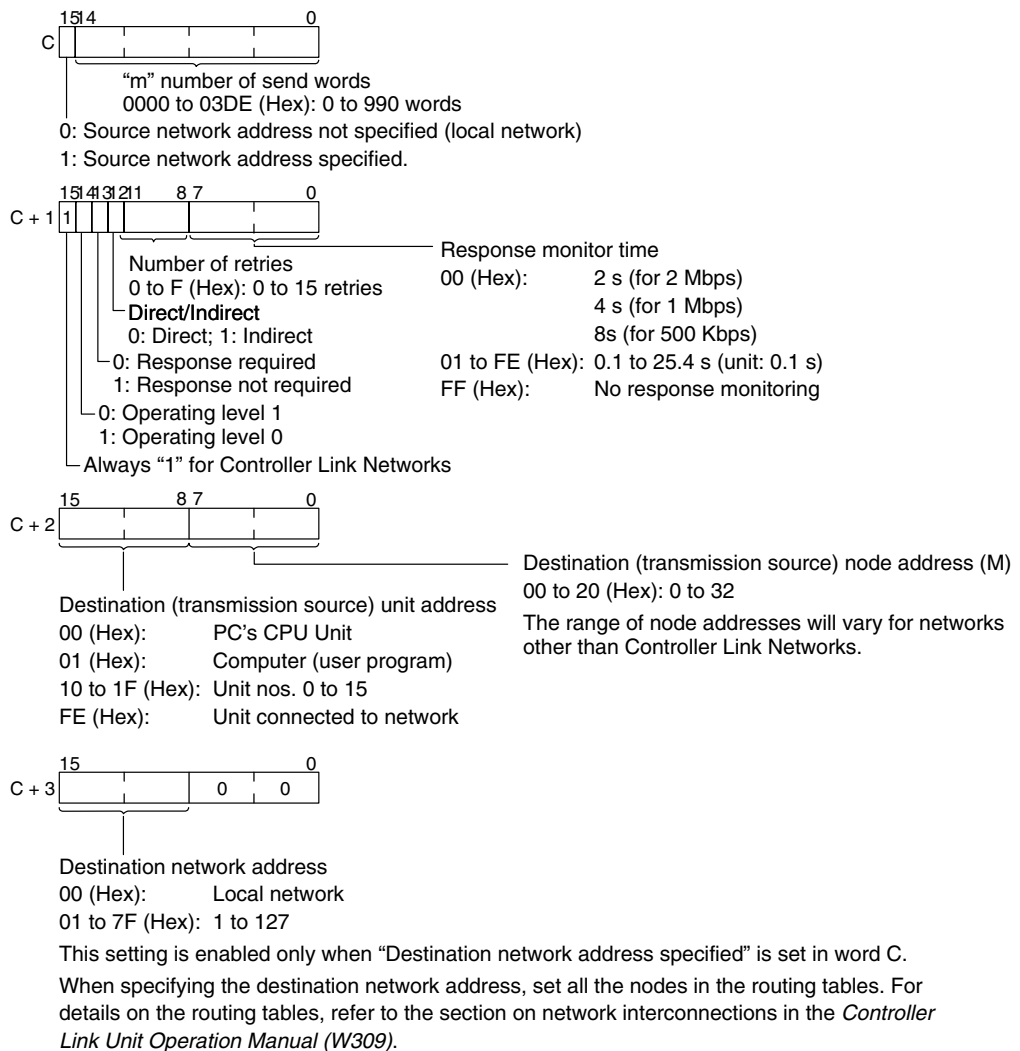 1514 0
C
“m” number of send words
0000 to 03DE (Hex): 0 to 990 words
0: Source network address not specified (local network)
1: Source network address specified.
1514131211 8 7 0
C + 1 1
Response monitor time
00 (Hex): 2 s (for 2 Mbps)
4 s (for 1 Mbps)
8s (for 500 Kbps)
01 to FE (Hex): 0.1 to 25.4 s (unit: 0.1 s)
FF (Hex): No response monitoring
Number of retries
0 to F (Hex): 0 to 15 retries
Direct/Indirect
0: Direct; 1: Indirect
0: Response required
1: Response not required
0: Operating level 1
1: Operating level 0
Always “1” for Controller Link Networks
15 8 7 0
C + 2
Destination (transmission source) node address (M)
00 to 20 (Hex): 0 to 32
The range of node addresses will vary for networks
other than Controller Link Networks.
Destination (transmission source) unit address
00 (Hex): PC’s CPU Unit
01 (Hex): Computer (user program)
10 to 1F (Hex): Unit nos. 0 to 15
FE (Hex): Unit connected to network
15 0
C + 3 0 0
Destination network address
00 (Hex): Local network
01 to 7F (Hex): 1 to 127
This setting is enabled only when “Destination network address specified” is set in word C.
When specifying the destination network address, set all the nodes in the routing tables. For
details on the routing tables, refer to the section on network interconnections in the Controller
Link Unit Operation Manual (W309).